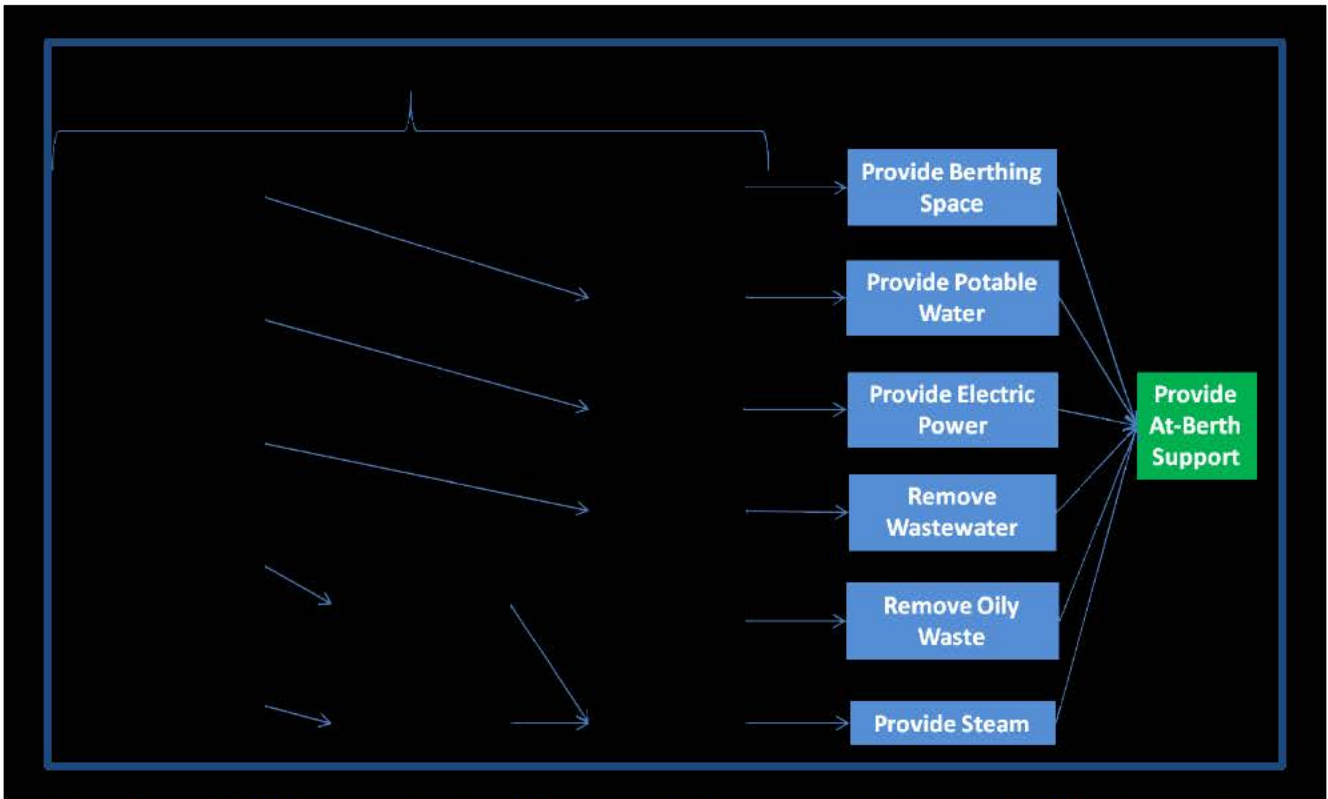 Provide Berthing
Space
Provide Potable
Water
Provide Electric
Power
Provide
At-Berth
Support
Remove
Wastewater
Remove Oily
Waste
Provide Steam